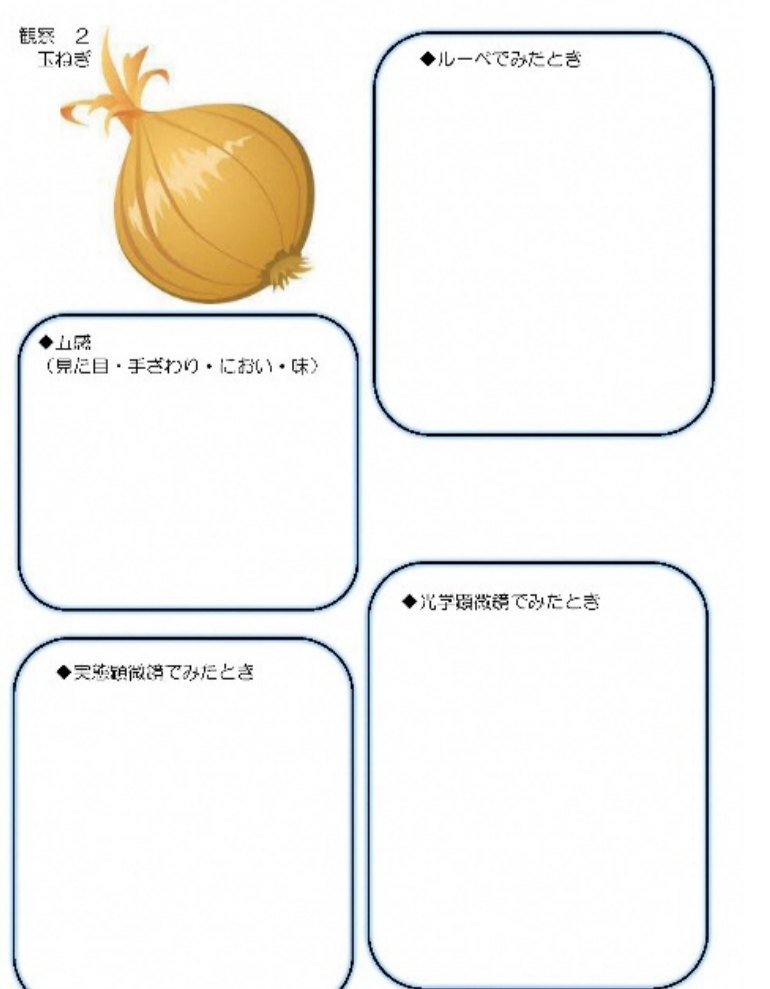 観察　２
玉ねぎ
◆ルーペでみたとき
◆五感
（見た目・手ざわり・におい・味）
◆光学顕微鏡でみたとき
◆実態顕微鏡でみたとき